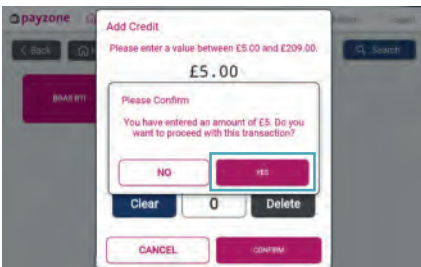 payzone
Add Credit
Please enter a value between £5.00 and £209.00.
< Back
Search
£5.00
Please Confirm
You have entered an amount of £5. Do you
want to proceed with this transaction?
NO
YES
Clear
0
Delete
CANCEL
CONFIRM